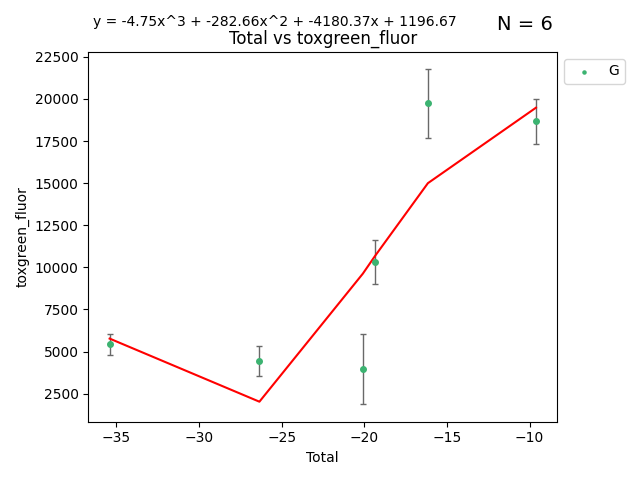 y = -4.75x^3 + -282.66x^2 + -4180.37x + 1196.67
N = 6
Total vs toxgreen_fluor
G
22500
20000
17500
15000
12500
10000
7500
5000
2500
toxgreen_fluor
−35
−30
−25
−20
−15
−10
Total